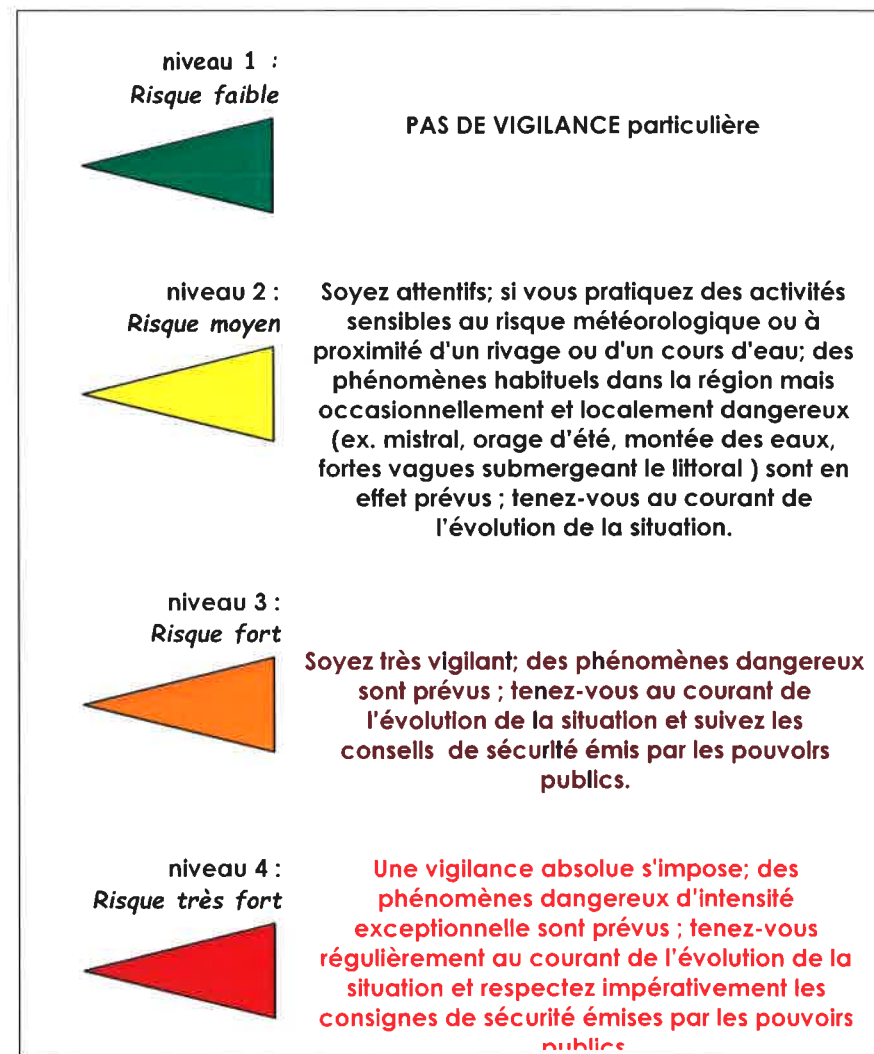 niveau 1 :
Risque faible
PAS DE VIGILANCE particulière
niveau 2 :
Risque moyen
Soyez attentifs; si vous pratiquez des activités
sensibles au risque météorologique ou à
proximité d'un rivage ou d'un cours d'eau; des
phénomènes habituels dans la région mais
occasionnellement et localement dangereux
(ex. mistral, orage d'été, montée des eaux,
fortes vagues submergeant le littoral ) sont en
effet prévus ; tenez-vous au courant de
l'évolution de la situation.
niveau 3 :
Risque fort
Soyez très vigilant; des phénomènes dangereux
sont prévus ; tenez-vous au courant de
l'évolution de la situation et suivez les
conseils de sécurité émis par les pouvoirs
publics.
niveau 4 :
Risque très fort
Une vigilance absolue s'impose; des
phénomènes dangereux d'intensité
exceptionnelle sont prévus ; tenez-vous
régulièrement au courant de l'évolution de la
situation et respectez impérativement les
consignes de sécurité émises par les pouvoirs
publics